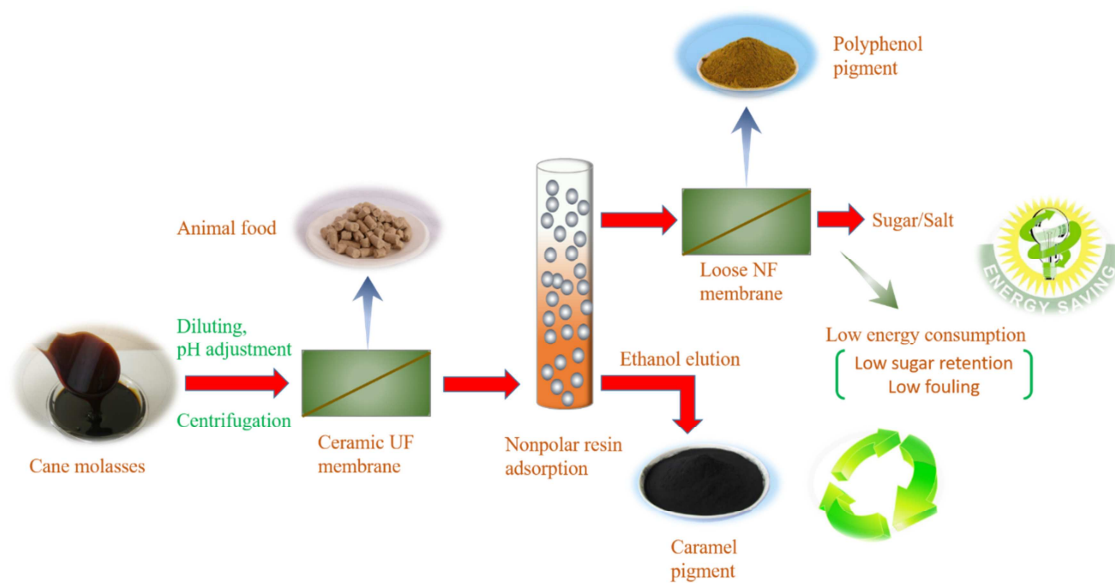 Polyphenol
pigment
Animal food
Sugar/Salt
Loose NF
membrane
ENERGY SAVING
Diluting,
pH adjustment
Centrifugation
Ethanol elution
Low energy consumption
Low sugar retention
Low fouling
Cane molasses
Ceramic UF
membrane
Nonpolar resin
adsorption
Caramel
pigment